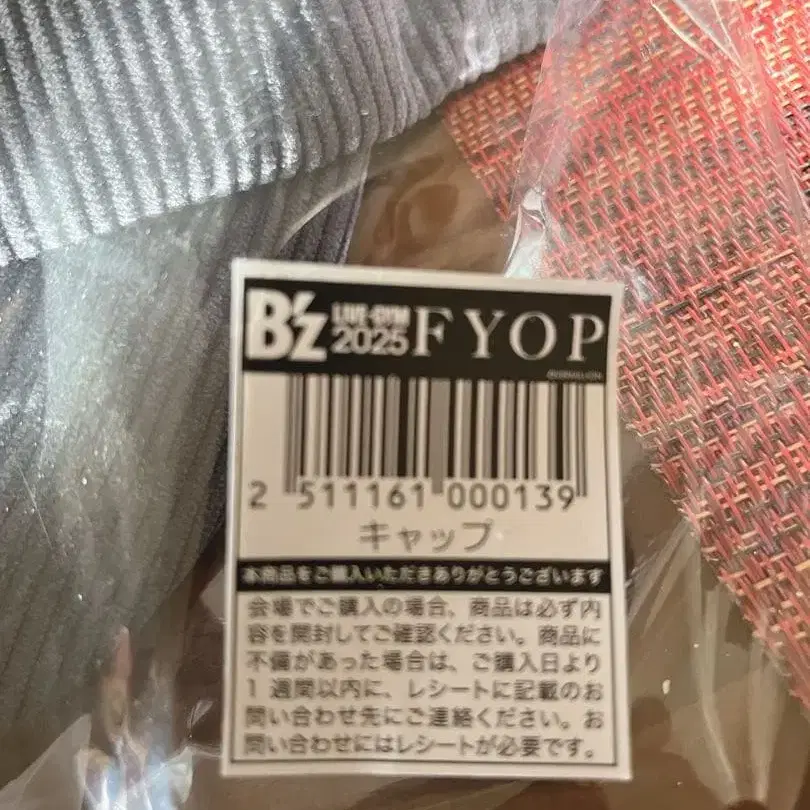 B'z LIVE-GYM 2025 FYOP
2 511161 000139
キャップ
本商品をご購入いただきありがとうございます
会場でご購入の場合、商品は必ず内
容を開封してご確認ください。商品に
不備があった場合は、ご購入日より
1週間以内に、レシートに記載のお
問い合わせ先にご連絡ください。お
問い合わせにはレシートが必要です。